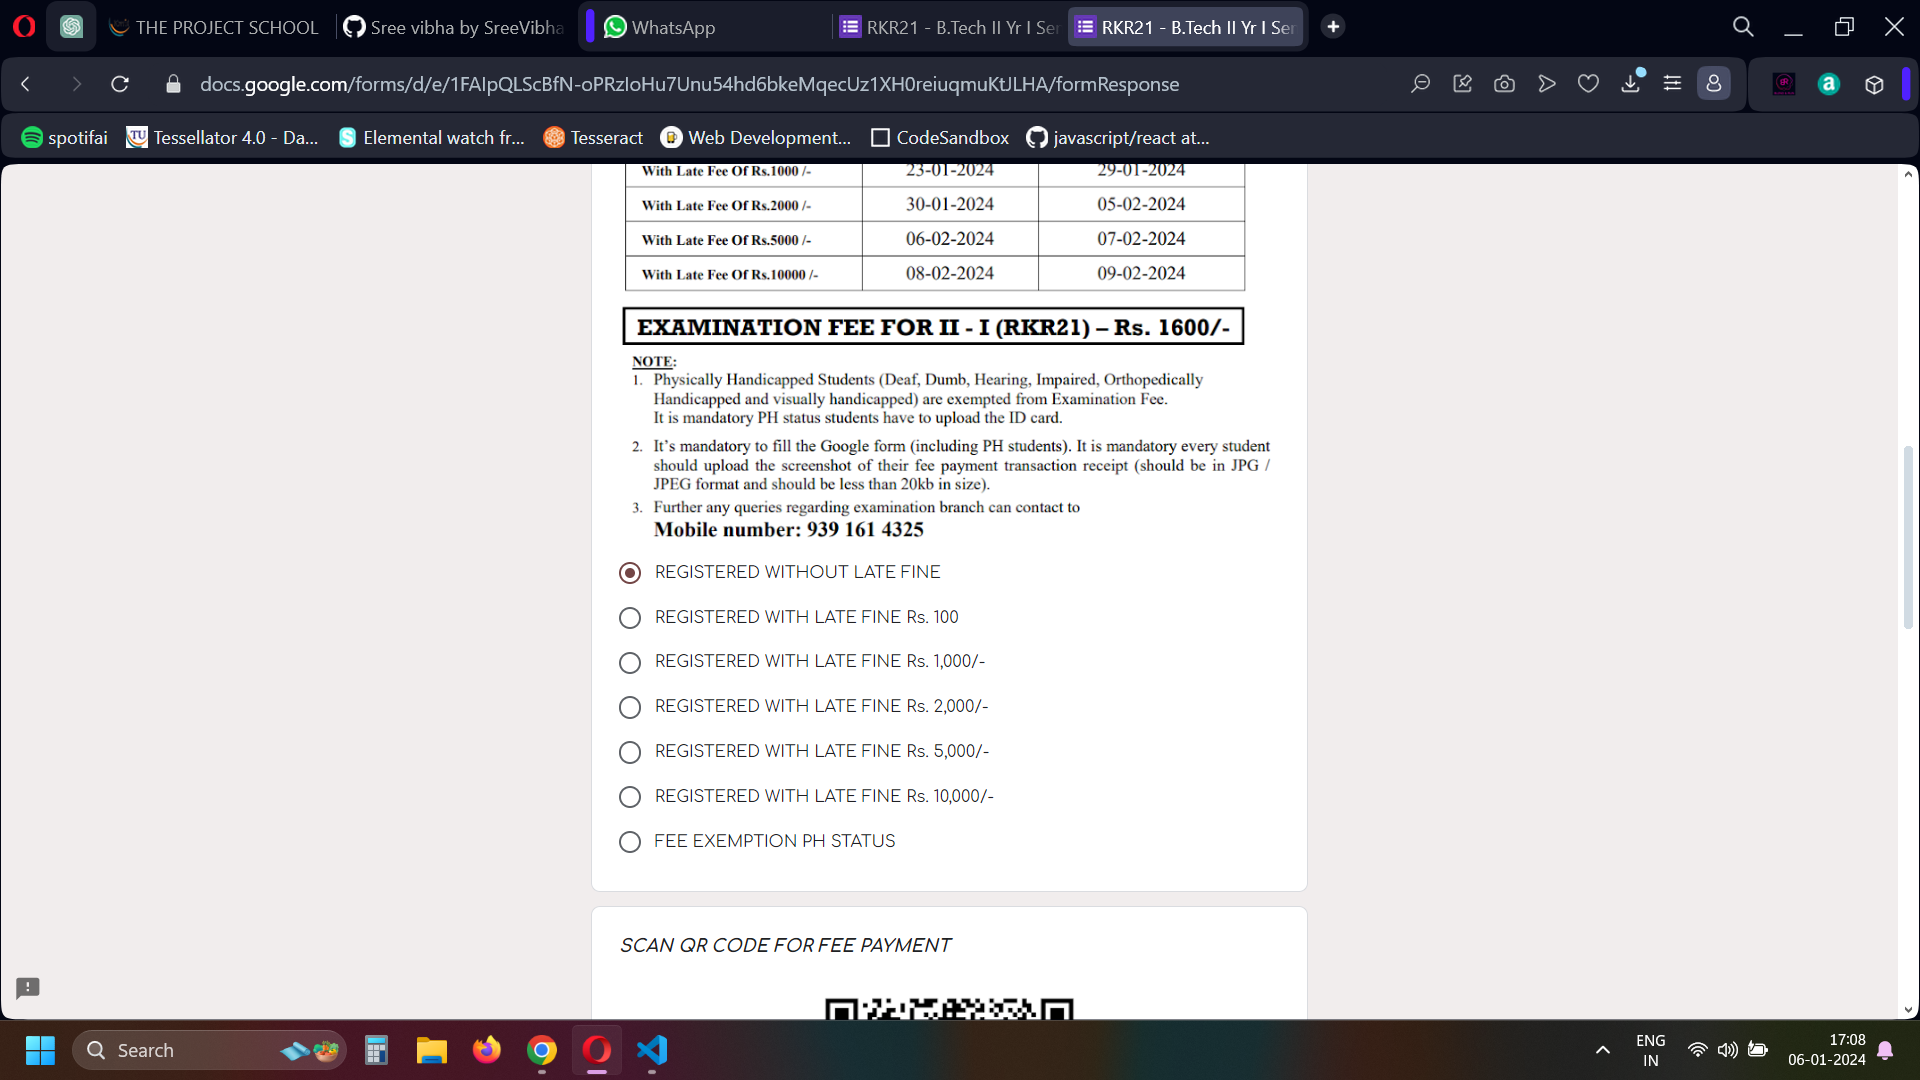 THE PROJECT SCHOOL
Sree vibha by SreeVibha
WhatsApp
RKR21 - B.Tech II Yr I Ser
RKR21 - B.Tech II Yr I Ser
docs.google.com/forms/d/e/1FAIpQLScBfN-oPRzIoHu7Unu54hd6bkeMqecUz1XH0reiuqmuKtJLHA/formResponse
spotifai
TU
Tessellator 4.0 - Da...
Elemental watch fr...
Tesseract
Web Development...
CodeSandbox
javascript/react at...
With Late Fee Of Rs.1000 /- 23-01-2024 29-01-2024
With Late Fee Of Rs.2000 /- 30-01-2024 05-02-2024
With Late Fee Of Rs.5000 /- 06-02-2024 07-02-2024
With Late Fee Of Rs.10000 /- 08-02-2024 09-02-2024
EXAMINATION FEE FOR II - I (RKR21) – Rs. 1600/-
NOTE:
1. Physically Handicapped Students (Deaf, Dumb, Hearing, Impaired, Orthopedically
Handicapped and visually handicapped) are exempted from Examination Fee.
It is mandatory PH status students have to upload the ID card.
2. It's mandatory to fill the Google form (including PH students). It is mandatory every student
should upload the screenshot of their fee payment transaction receipt (should be in JPG /
JPEG format and should be less than 20kb in size).
3. Further any queries regarding examination branch can contact to
Mobile number: 939 161 4325
REGISTERED WITHOUT LATE FINE
REGISTERED WITH LATE FINE Rs. 100
REGISTERED WITH LATE FINE Rs. 1,000/-
REGISTERED WITH LATE FINE Rs. 2,000/-
REGISTERED WITH LATE FINE Rs. 5,000/-
REGISTERED WITH LATE FINE Rs. 10,000/-
FEE EXEMPTION PH STATUS
SCAN QR CODE FOR FEE PAYMENT
Search
ENG
IN
17:08
06-01-2024